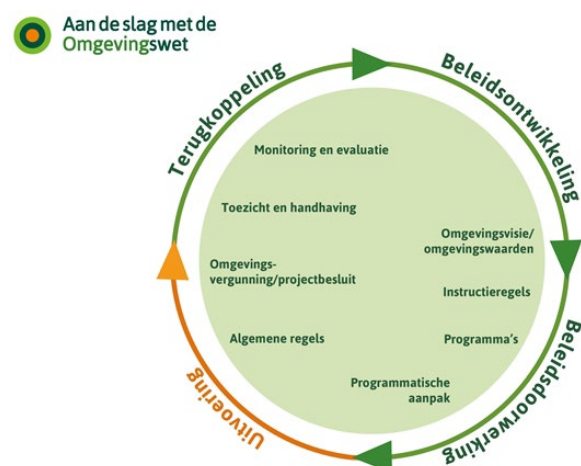 Aan de slag met de
Omgevingswet
Terugkoppeling
Beleidsontwikkeling
Monitoring en evaluatie
Toezicht en handhaving
Omgevingsvisie/
omgevingswaarden
Omgevings-
vergunning/projectbesluit
Instructieregels
Algemene regels
Programma's
Programmatische
aanpak
Uitvoering
Beleidsdoorwerking